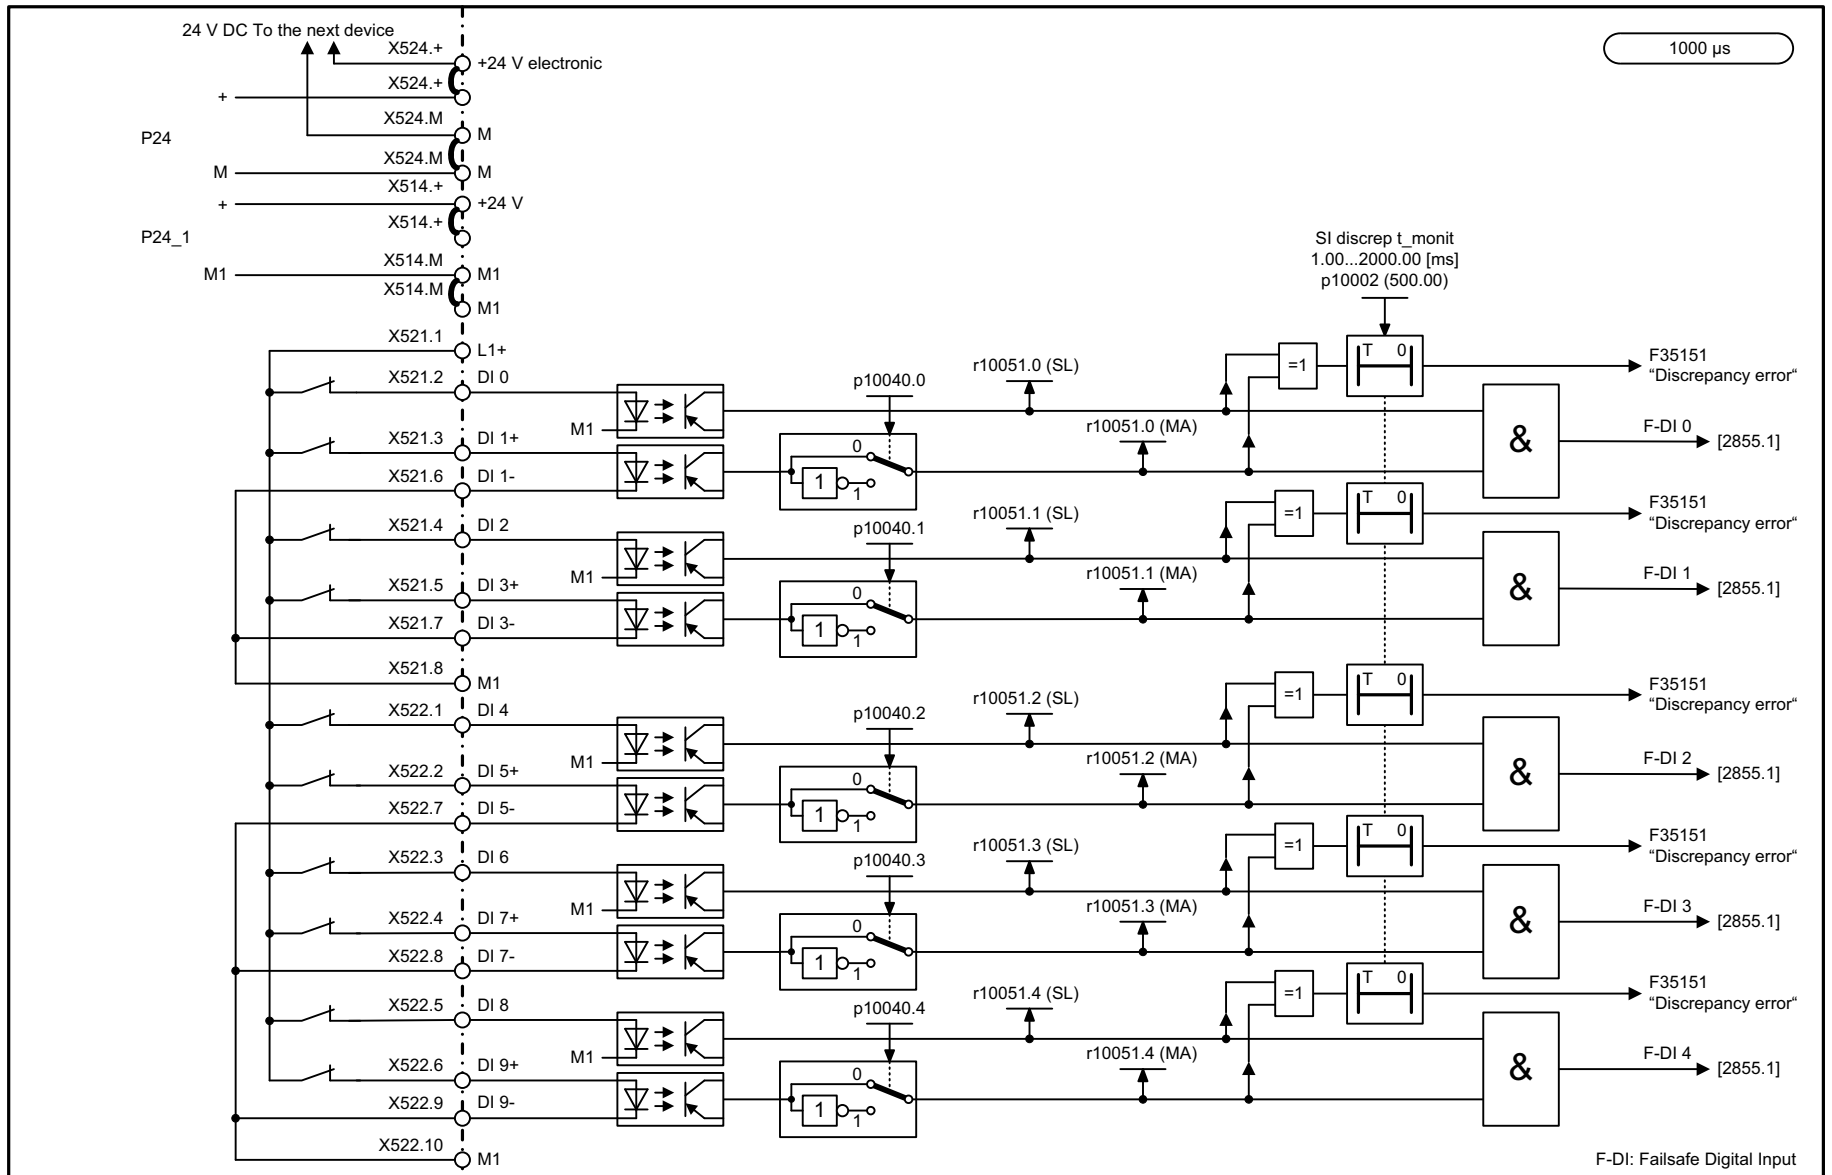 24 V DC To the next device
1000 µs
X524.+
+24 V electronic
X524.+
+
X524.M
M
P24
X524.M
M
M
X514.+
+
+24 V
X514.+
P24_1
X514.M
M1
M1
X514.M
M1
SI discrep t_monit
1.00...2000.00 [ms]
p10002 (500.00)
X521.1
L1+
X521.2
DI 0
M1
p10040.0
0
1
1
r10051.0 (SL)
r10051.0 (MA)
=1
T 0
F35151
“Discrepancy error“
&
F-DI 0
[2855.1]
X521.3
DI 1+
X521.6
DI 1-
X521.4
DI 2
M1
p10040.1
0
1
1
r10051.1 (SL)
r10051.1 (MA)
=1
T 0
F35151
“Discrepancy error“
&
F-DI 1
[2855.1]
X521.5
DI 3+
X521.7
DI 3-
X521.8
M1
X522.1
DI 4
M1
p10040.2
0
1
1
r10051.2 (SL)
r10051.2 (MA)
=1
T 0
F35151
“Discrepancy error“
&
F-DI 2
[2855.1]
X522.2
DI 5+
X522.7
DI 5-
X522.3
DI 6
M1
p10040.3
0
1
1
r10051.3 (SL)
r10051.3 (MA)
=1
T 0
F35151
“Discrepancy error“
&
F-DI 3
[2855.1]
X522.4
DI 7+
X522.8
DI 7-
X522.5
DI 8
M1
p10040.4
0
1
1
r10051.4 (SL)
r10051.4 (MA)
=1
T 0
F35151
“Discrepancy error“
&
F-DI 4
[2855.1]
X522.6
DI 9+
X522.9
DI 9-
X522.10
M1
F-DI: Failsafe Digital Input